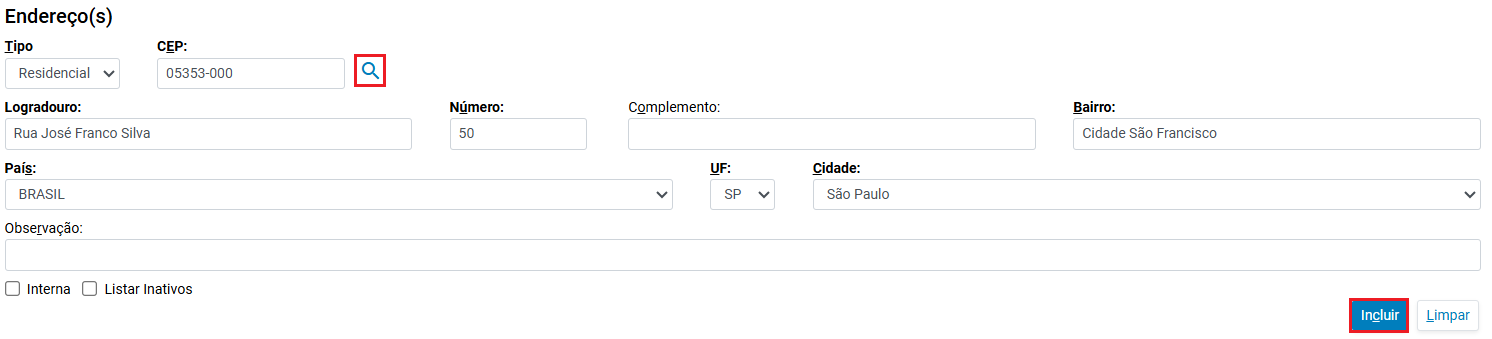 Endereço(s)
Tipo CEP:
Residencial 05353-000
Logradouro: Número: Complemento: Bairro:
Rua José Franco Silva 50 Cidade São Francisco
País: UF: Cidade:
BRASIL SP São Paulo
Observação:
Interna Listar Inativos
Incluir Limpar